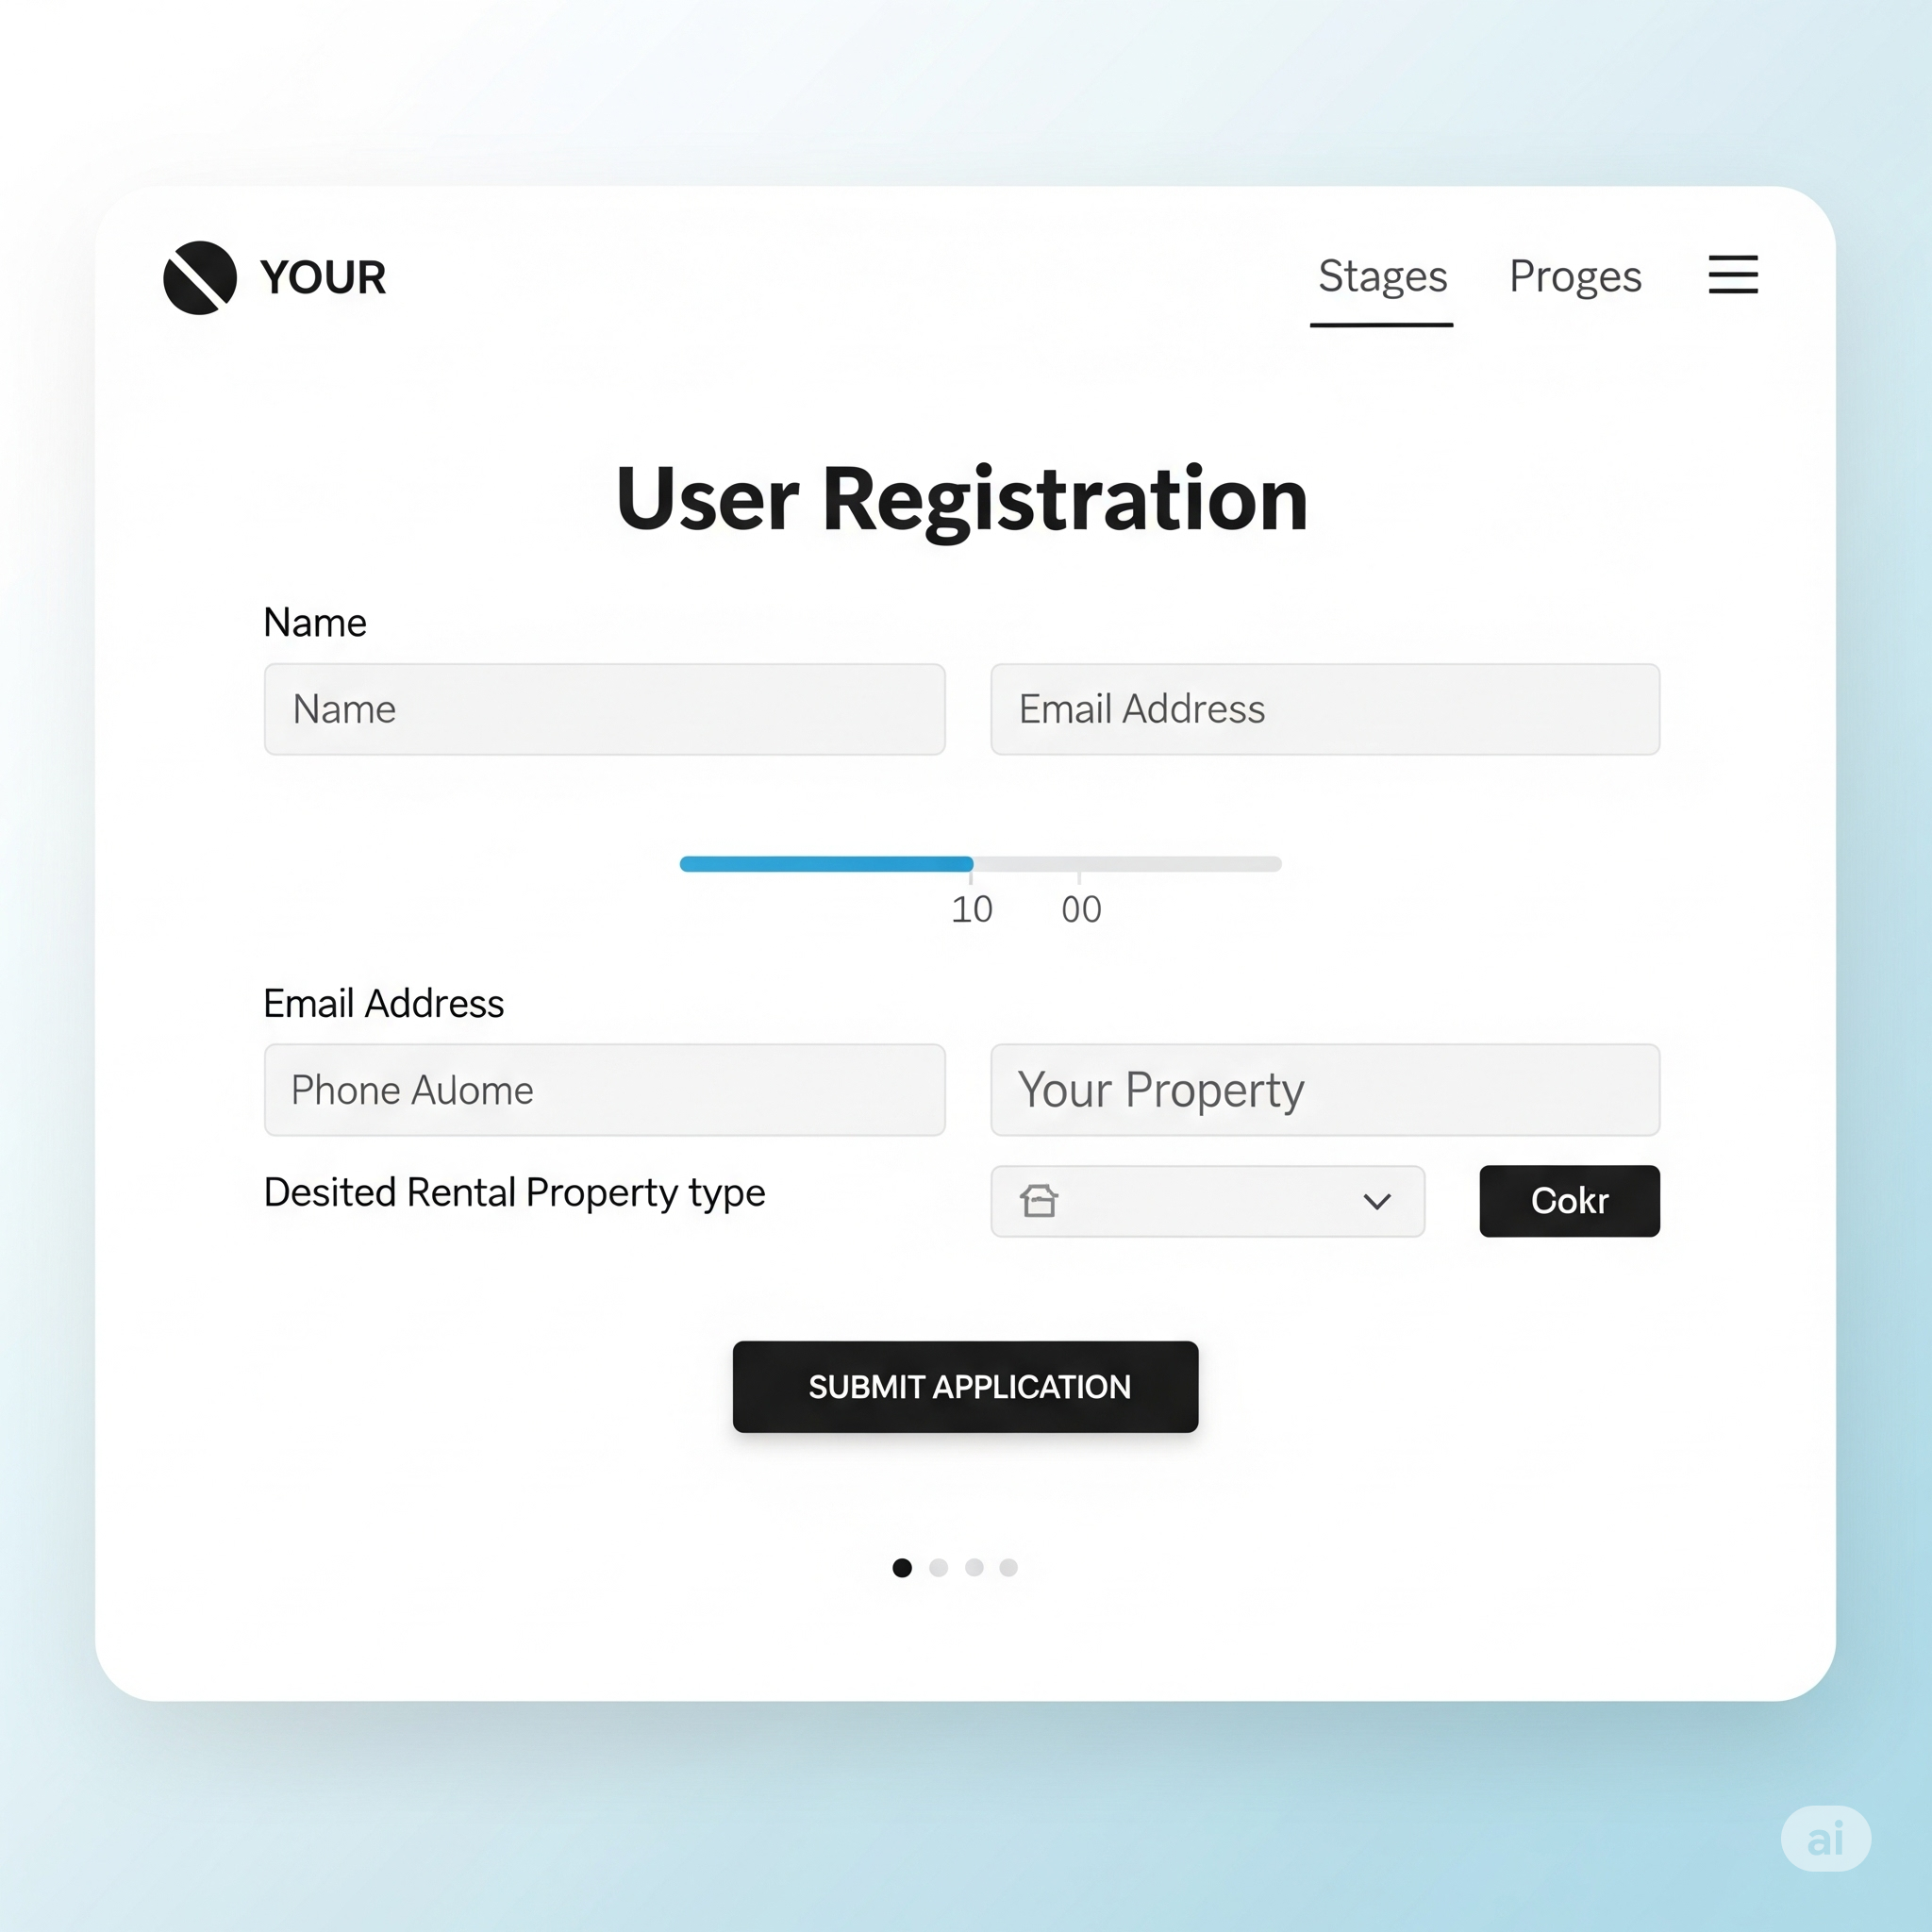 YOUR
Stages Proges
User Registration
Name
Name
Email Address
10 00
Email Address
Phone Aulome
Your Property
Desited Rental Property type
Cokr
SUBMIT APPLICATION
ai